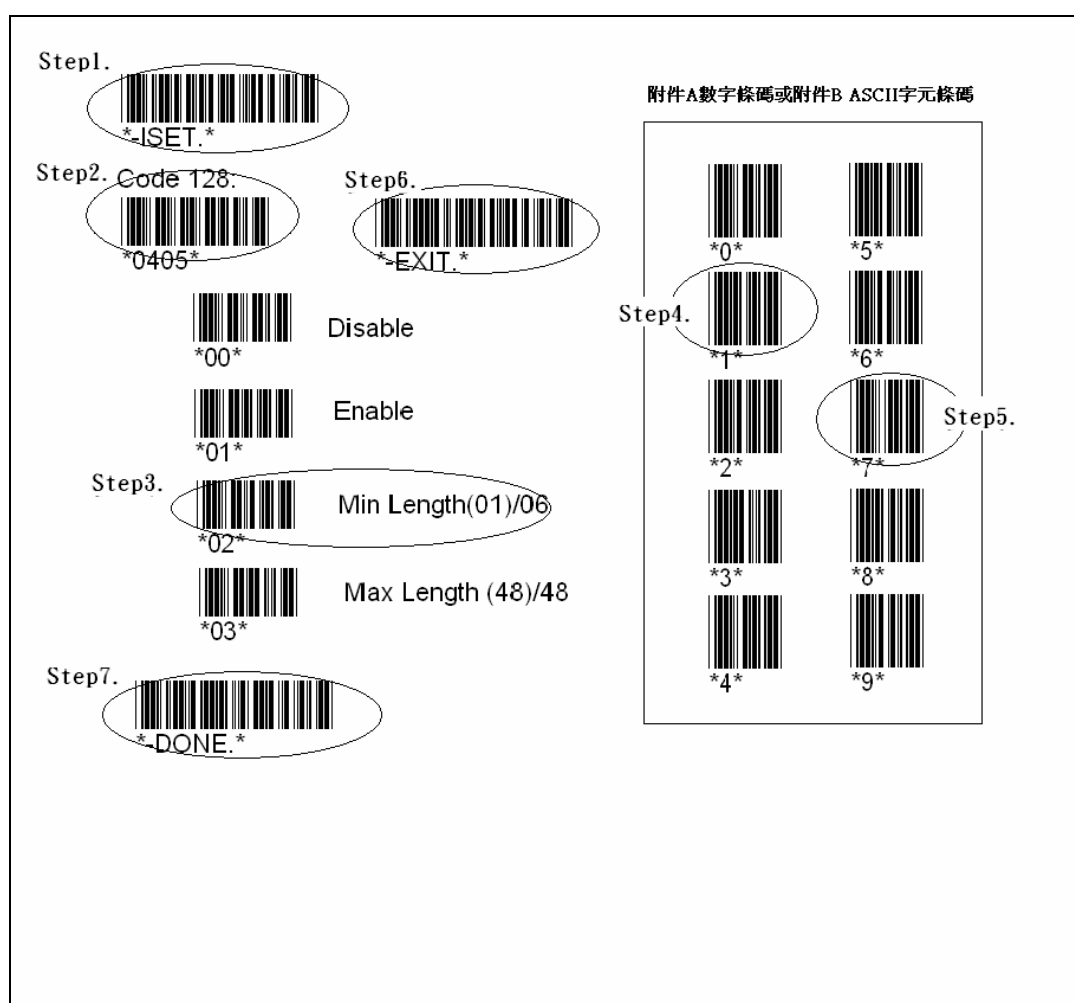 Step1.
*-ISET.*
Step2.
Code 128:
*0405*
Step6.
*-EXIT.*
*00*
Disable
*01*
Enable
Step3.
*02*
Min Length(01)/06
*03*
Max Length (48)/48
Step7.
*-DONE.*
附件A數字條碼或附件B ASCII字元條碼
*0*
*5*
Step4.
*1*
*6*
*2*
*7*
Step5.
*3*
*8*
*4*
*9*